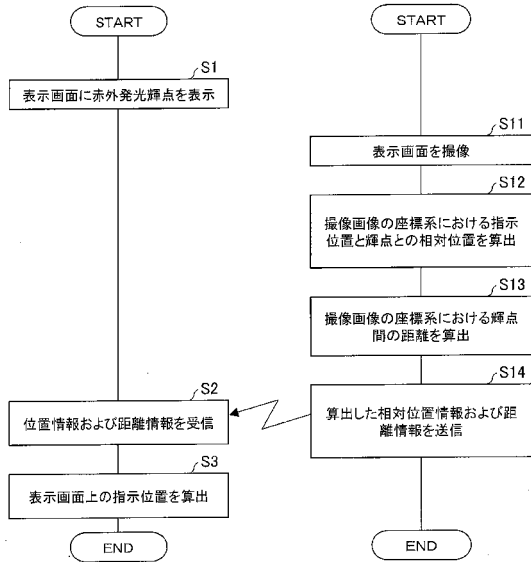 START
S1
表示画面に赤外発光輝点を表示
S2
位置情報および距離情報を受信
S3
表示画面上の指示位置を算出
END
START
S11
表示画面を撮像
S12
撮像画像の座標系における指示
位置と輝点との相対位置を算出
S13
撮像画像の座標系における輝点
間の距離を算出
S14
算出した相対位置情報および距
離情報を送信
END